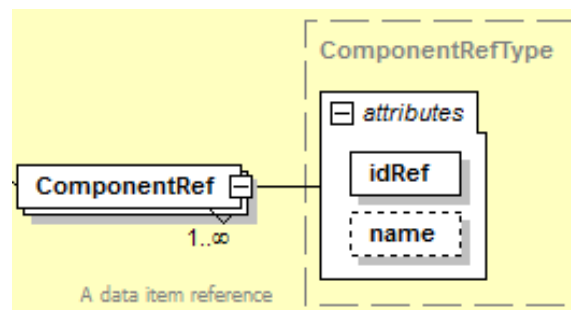 ComponentRefType
attributes
idRef
ComponentRef
name
1..∞
A data item reference